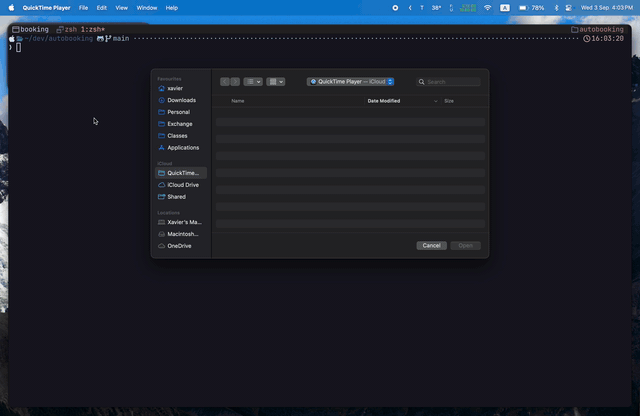 QuickTime Player File Edit View Window Help T 38° A 78% Wed 3 Sep 4:03 PM
booking zsh 1:zsh* autobooking
~/dev/autobooking main 16:03:20
Favourites
xavier
Downloads
Personal
Exchange
Classes
Applications
iCloud
QuickTime...
iCloud Drive
Shared
Locations
Xavier's Ma...
Macintosh...
OneDrive
QuickTime Player — iCloud
Search
Name Date Modified Size
Cancel Open